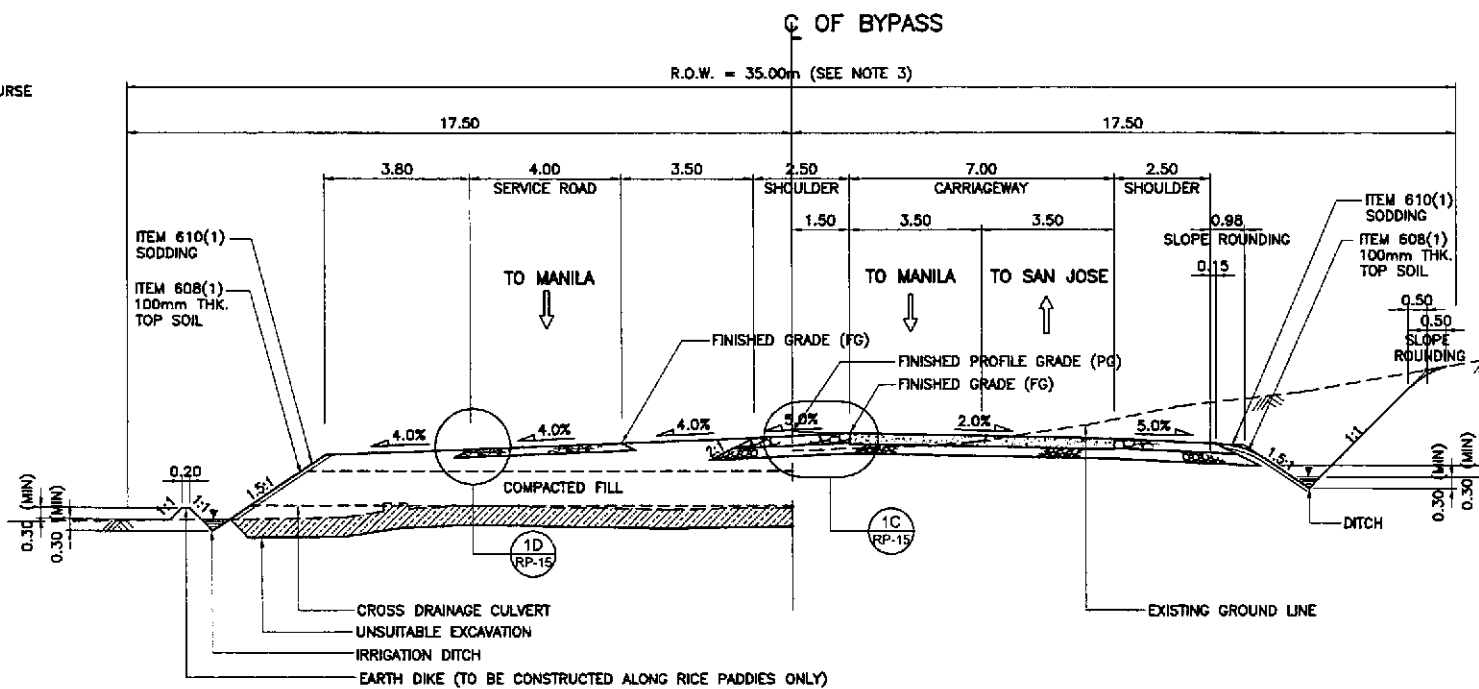 ℄ OF BYPASS
R.O.W. = 35.00m (SEE NOTE 3)
URSE
17.50 17.50
3.80 4.00 3.50 2.50 7.00 2.50
SERVICE ROAD SHOULDER CARRIAGEWAY SHOULDER
1.50 3.50 3.50 0.98
SLOPE ROUNDING
0.15
ITEM 610(1)
SODDING
ITEM 608(1)
100mm THK.
TOP SOIL
TO MANILA
TO MANILA
TO SAN JOSE
ITEM 610(1)
SODDING
ITEM 608(1)
100mm THK.
TOP SOIL
0.50
0.50
SLOPE
ROUNDING
FINISHED GRADE (FG)
FINISHED PROFILE GRADE (PG)
FINISHED GRADE (FG)
4.0% 4.0% 4.0% 5.0% 2.0% 5.0%
2:1
1:1
1.5:1
0.20
1:1 1:1
1.5:1
COMPACTED FILL
0.30 (MIN)
0.30 (MIN)
0.30 (MIN)
0.30 (MIN)
1C
RP-15
1D
RP-15
DITCH
CROSS DRAINAGE CULVERT
EXISTING GROUND LINE
UNSUITABLE EXCAVATION
IRRIGATION DITCH
EARTH DIKE (TO BE CONSTRUCTED ALONG RICE PADDIES ONLY)